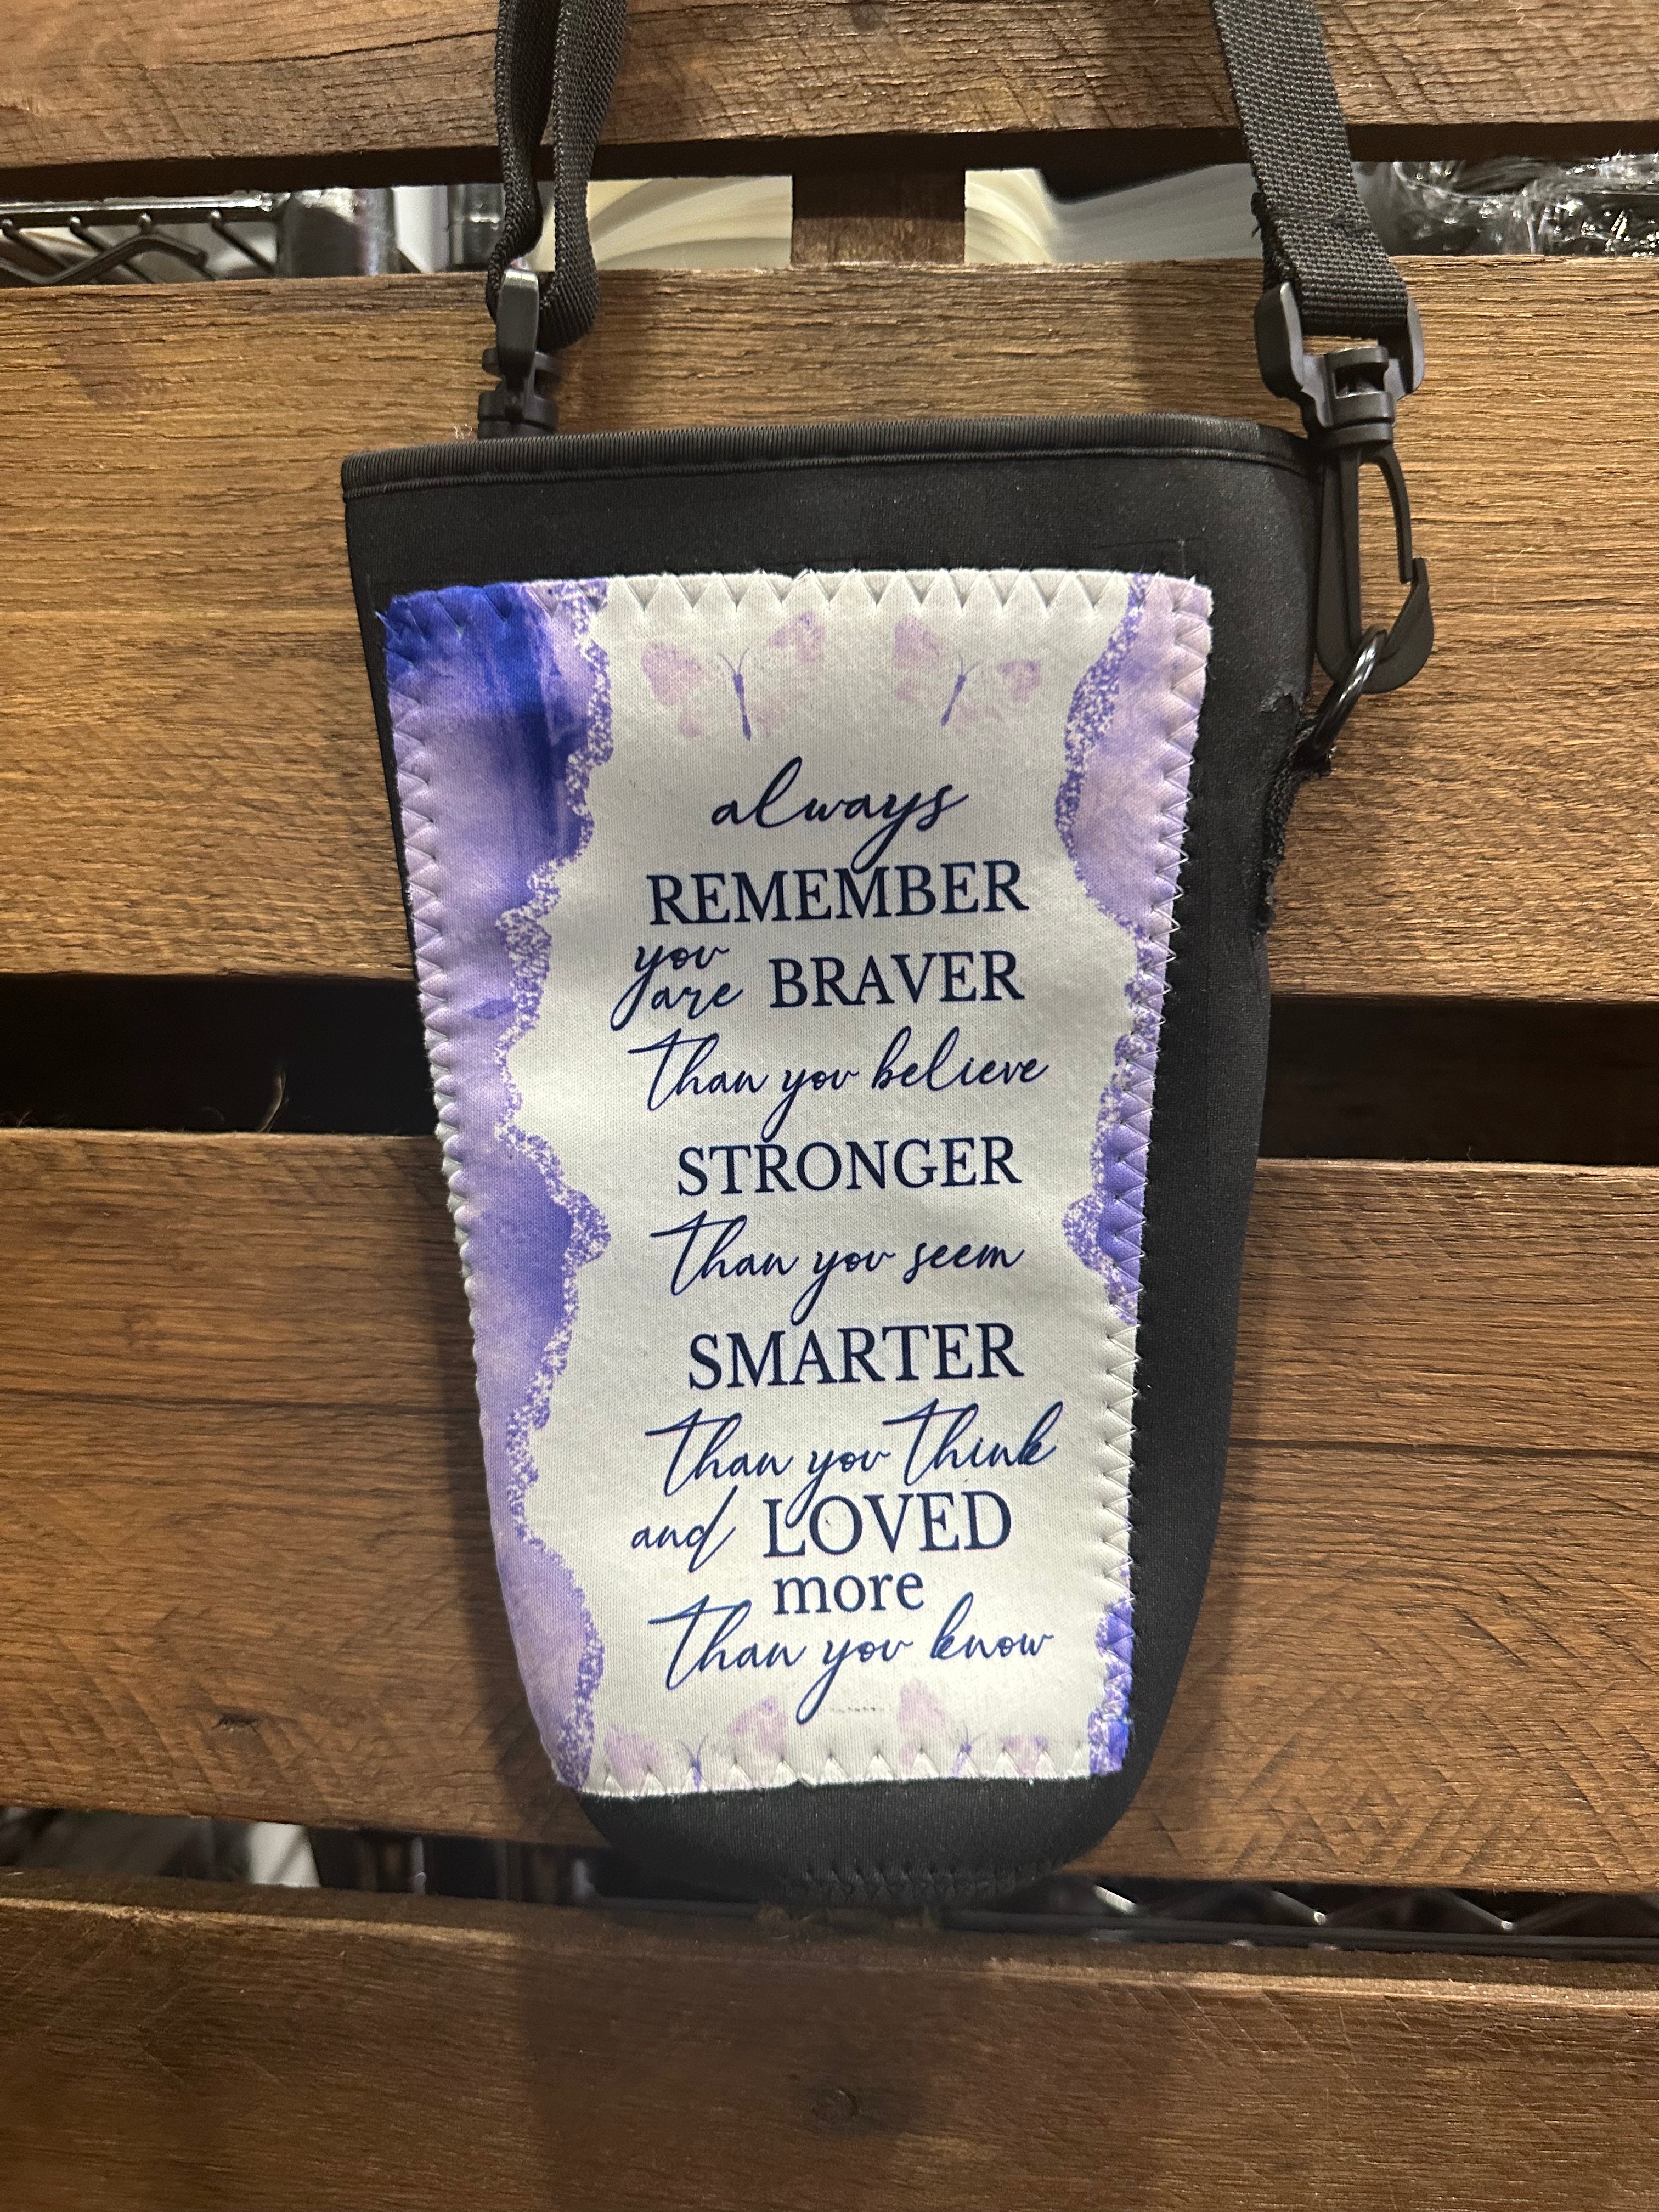 always
REMEMBER
you
are BRAVER
than you believe
STRONGER
than you seem
SMARTER
than you think
and LOVED
more
than you know